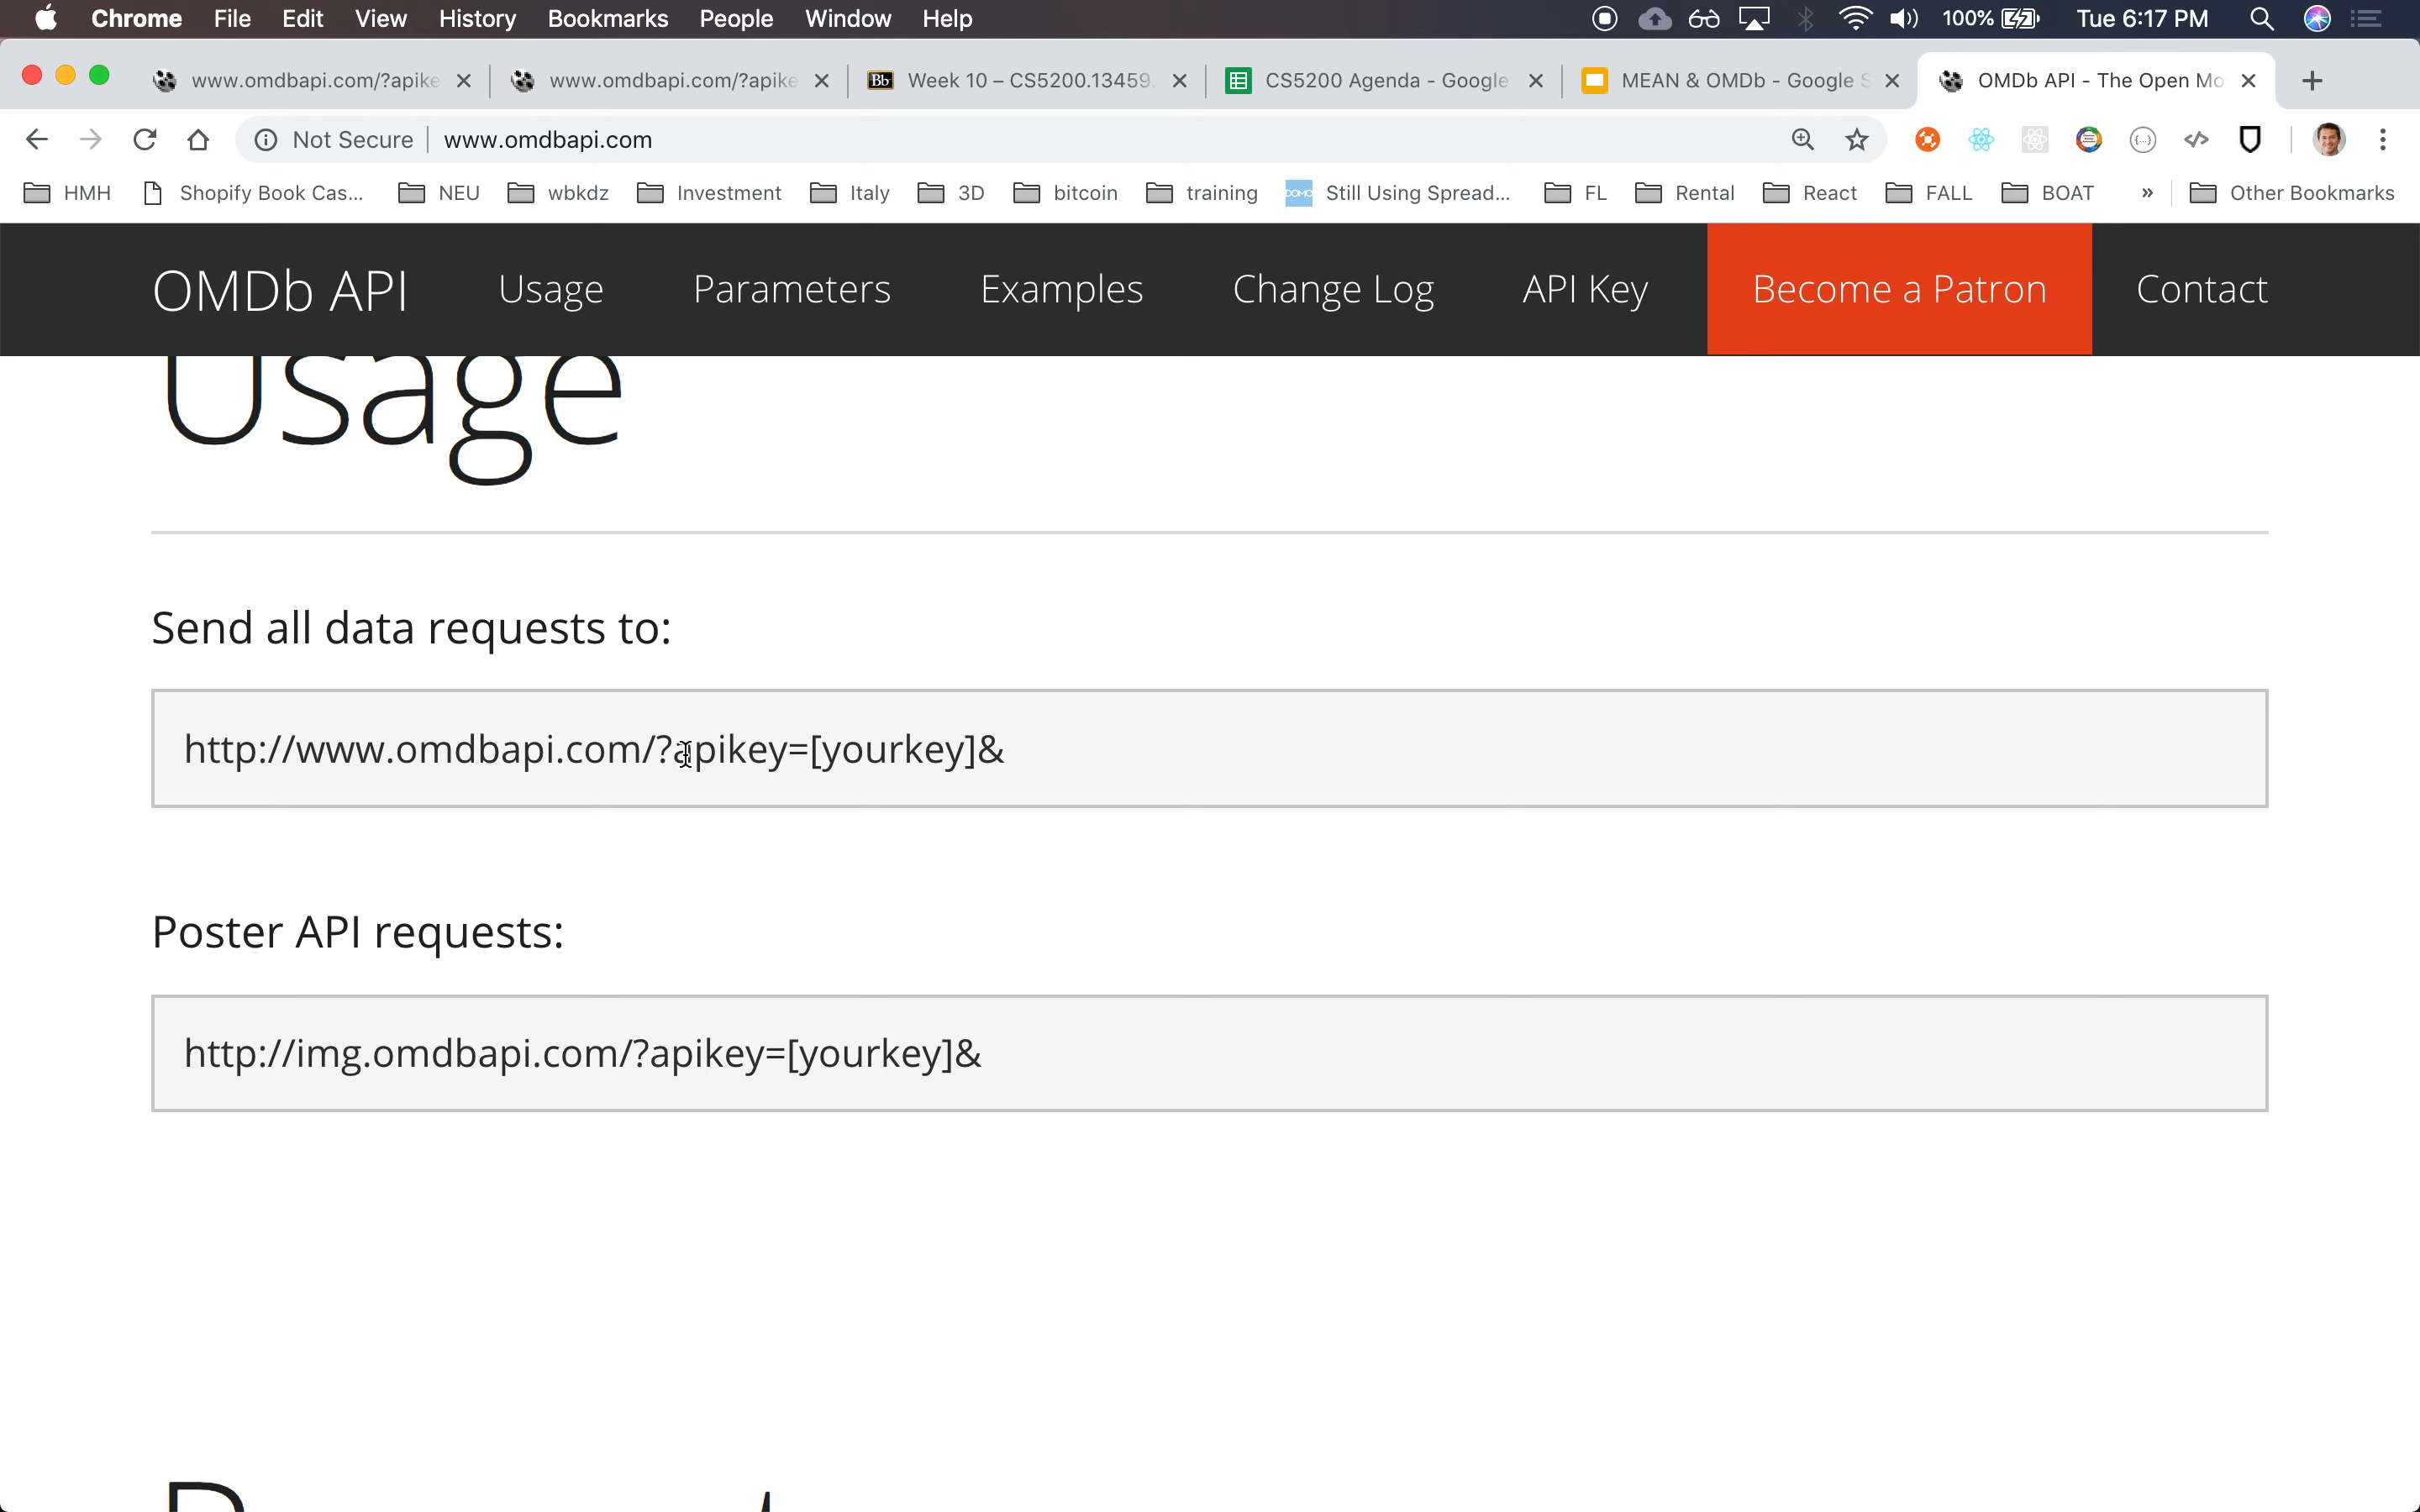 Chrome File Edit View History Bookmarks People Window Help 100% Tue 6:17 PM
www.omdbapi.com/?apike www.omdbapi.com/?apike Bb Week 10 – CS5200.13459. CS5200 Agenda - Google MEAN & OMDb - Google S OMDb API - The Open Mo
Not Secure www.omdbapi.com
HMH Shopify Book Cas... NEU wbkdz Investment Italy 3D bitcoin training DOMO Still Using Spread... FL Rental React FALL BOAT » Other Bookmarks
OMDb API Usage Parameters Examples Change Log API Key Become a Patron Contact
Usage
Send all data requests to:
http://www.omdbapi.com/?apikey=[yourkey]&
Poster API requests:
http://img.omdbapi.com/?apikey=[yourkey]&